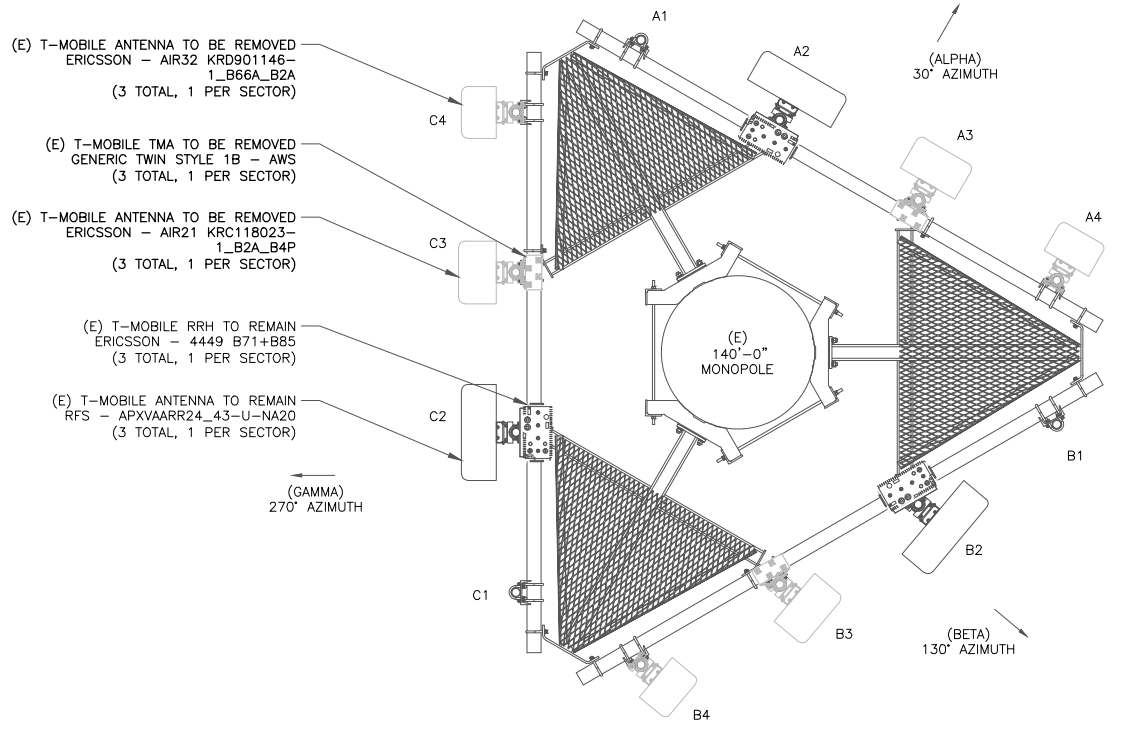 (E) T-MOBILE ANTENNA TO BE REMOVED
ERICSSON - AIR32 KRD901146-
1_B66A_B2A
(3 TOTAL, 1 PER SECTOR)
(E) T-MOBILE TMA TO BE REMOVED
GENERIC TWIN STYLE 1B - AWS
(3 TOTAL, 1 PER SECTOR)
(E) T-MOBILE ANTENNA TO BE REMOVED
ERICSSON - AIR21 KRC118023-
1_B2A_B4P
(3 TOTAL, 1 PER SECTOR)
(E) T-MOBILE RRH TO REMAIN
ERICSSON - 4449 B71+B85
(3 TOTAL, 1 PER SECTOR)
(E) T-MOBILE ANTENNA TO REMAIN
RFS - APXVAARR24_43-U-NA20
(3 TOTAL, 1 PER SECTOR)
(GAMMA)
270° AZIMUTH
C4
C3
C2
C1
A1
A2
A3
A4
(ALPHA)
30° AZIMUTH
(E)
140'-0"
MONOPOLE
B1
B2
B3
B4
(BETA)
130° AZIMUTH